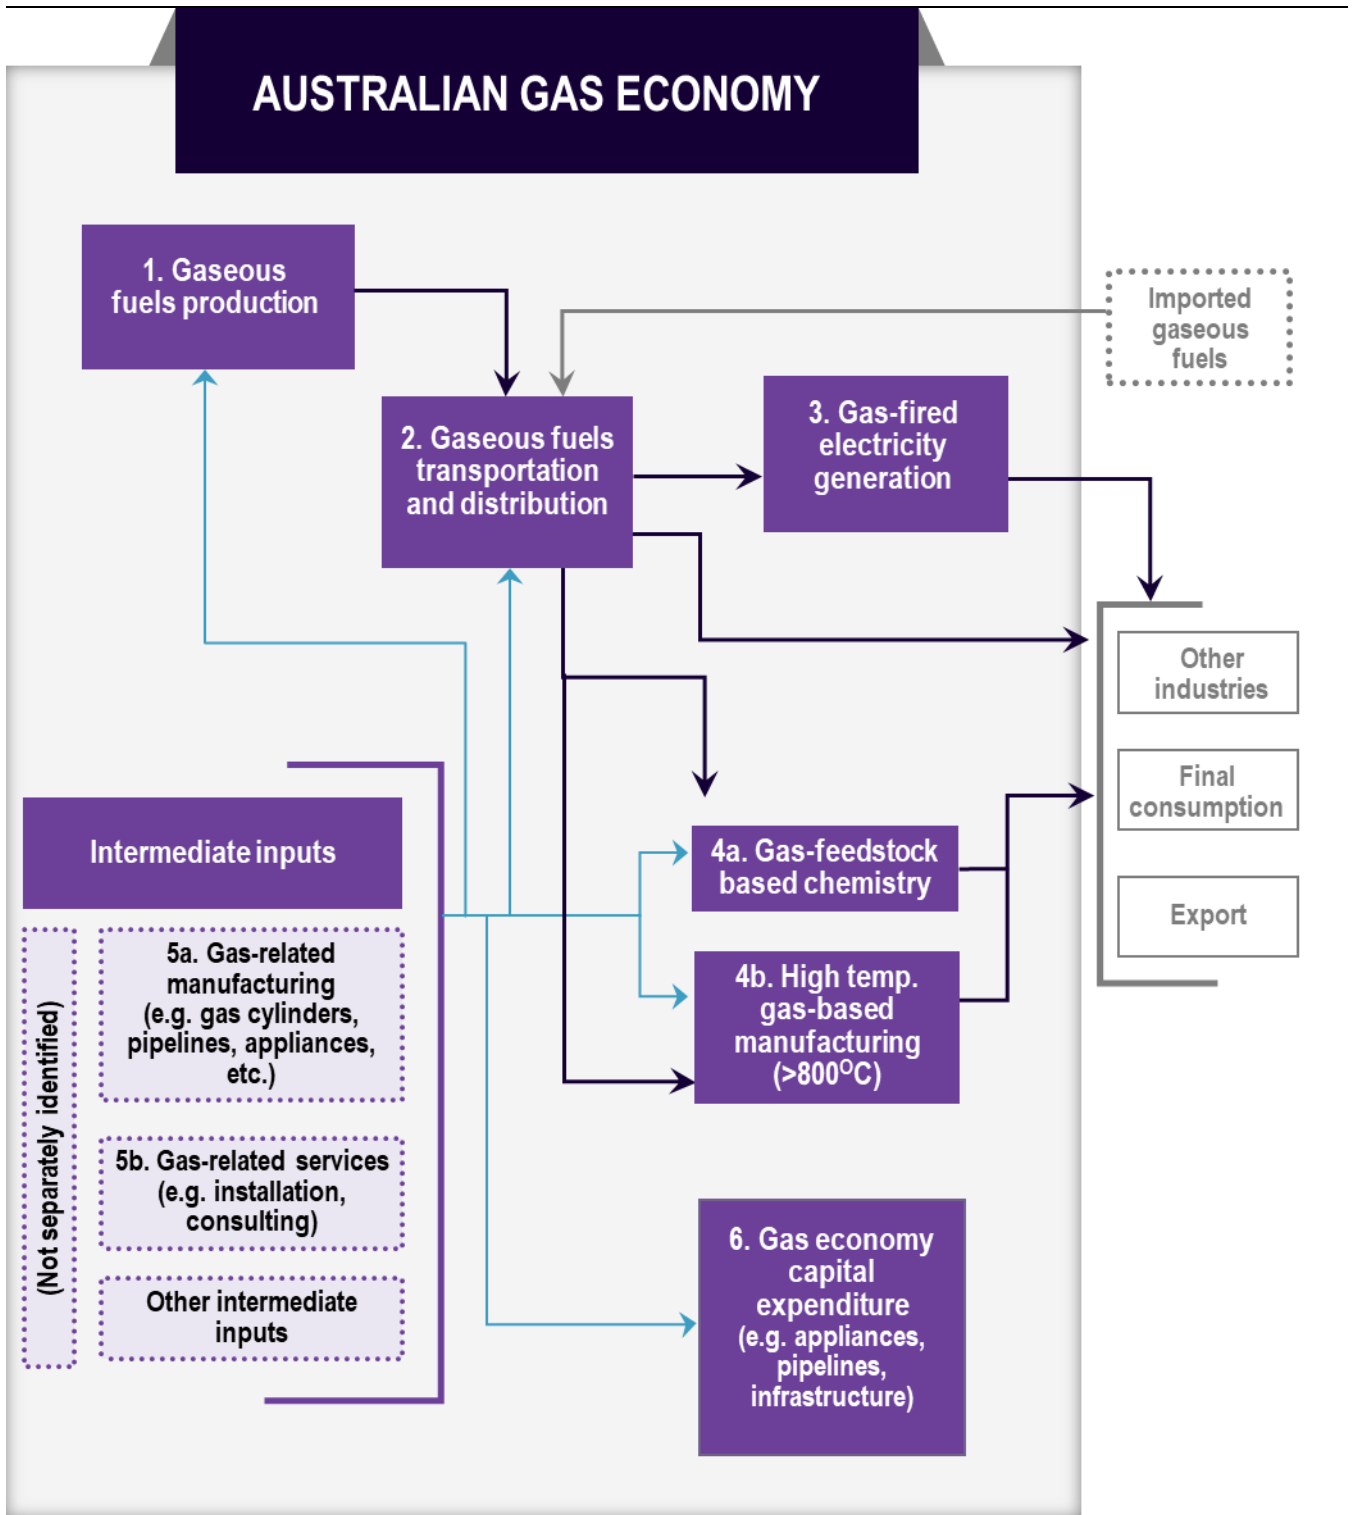 AUSTRALIAN GAS ECONOMY
1. Gaseous
fuels production
Imported
gaseous
fuels
2. Gaseous fuels
transportation
and distribution
3. Gas-fired
electricity
generation
Other
industries
Final
consumption
Export
Intermediate inputs
(Not separately identified)
5a. Gas-related
manufacturing
(e.g. gas cylinders,
pipelines, appliances,
etc.)
5b. Gas-related services
(e.g. installation,
consulting)
Other intermediate
inputs
4a. Gas-feedstock
based chemistry
4b. High temp.
gas-based
manufacturing
(>800ᴼC)
6. Gas economy
capital
expenditure
(e.g. appliances,
pipelines,
infrastructure)